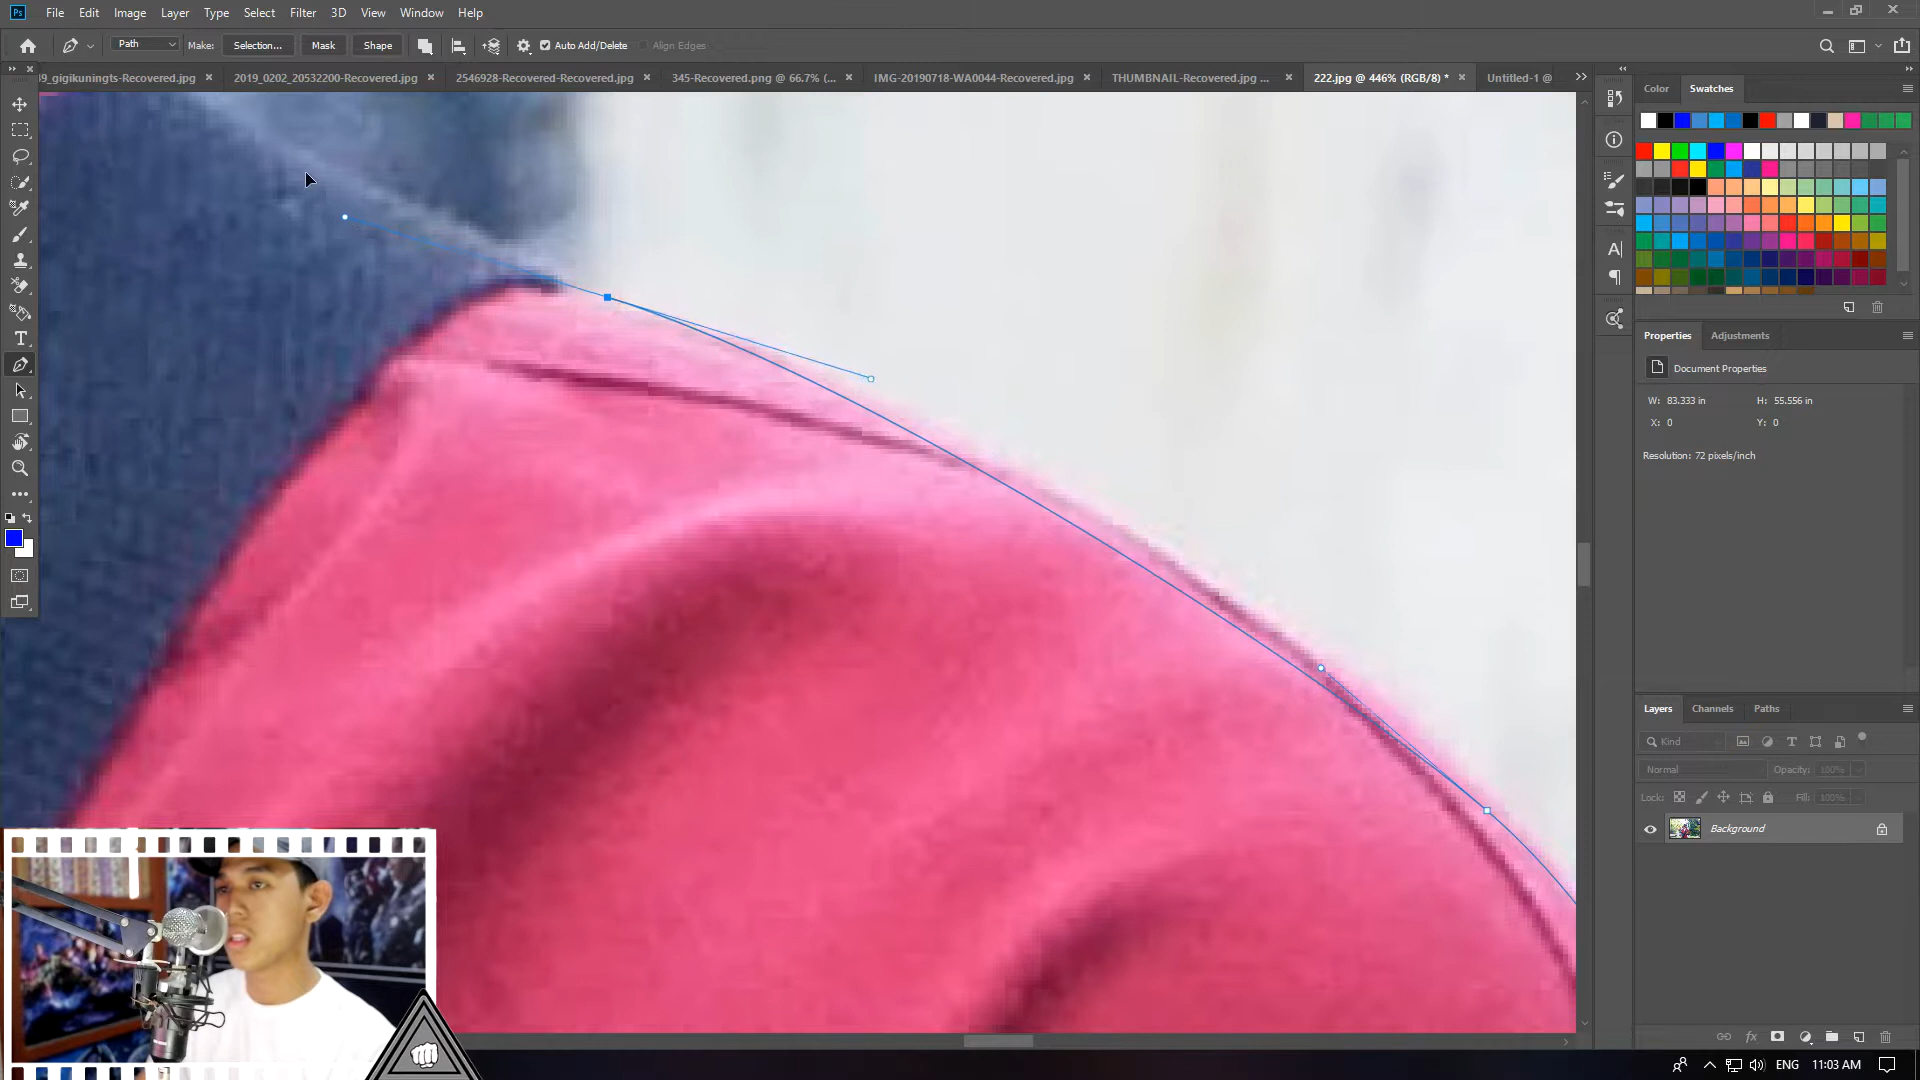 Ps File Edit Image Layer Type Select Filter 3D View Window Help
Path Make: Selection... Mask Shape Auto Add/Delete Align Edges
49_gigikuningts-Recovered.jpg 2019_0202_20532200-Recovered.jpg 2546928-Recovered-Recovered.jpg 345-Recovered.png @ 66.7% (... IMG-20190718-WA0044-Recovered.jpg THUMBNAIL-Recovered.jpg ... 222.jpg @ 446% (RGB/8) * Untitled-1 @
Color Swatches
Properties Adjustments
Document Properties
W: 83.333 in H: 55.556 in
X: 0 Y: 0
Resolution: 72 pixels/inch
Layers Channels Paths
Kind
Normal Opacity: 100%
Lock: Fill: 100%
Background
ENG 11:03 AM